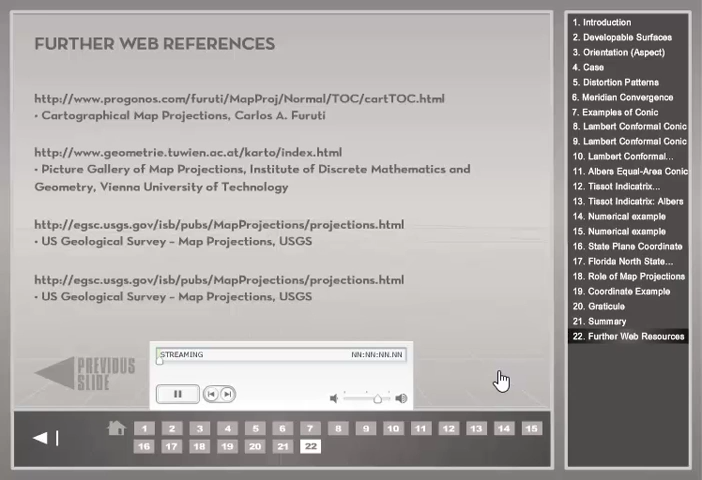 FURTHER WEB REFERENCES
http://www.progonos.com/furuti/MapProj/Normal/TOC/cartTOC.html
• Cartographical Map Projections, Carlos A. Furuti
http://www.geometrie.tuwien.ac.at/karto/index.html
• Picture Gallery of Map Projections, Institute of Discrete Mathematics and
Geometry, Vienna University of Technology
http://egsc.usgs.gov/isb/pubs/MapProjections/projections.html
• US Geological Survey – Map Projections, USGS
http://egsc.usgs.gov/isb/pubs/MapProjections/projections.html
• US Geological Survey – Map Projections, USGS
PREVIOUS
SLIDE
STREAMING NN:NN:NN.NN
1 2 3 4 5 6 7 8 9 10 11 12 13 14 15
16 17 18 19 20 21 22
1. Introduction
2. Developable Surfaces
3. Orientation (Aspect)
4. Case
5. Distortion Patterns
6. Meridian Convergence
7. Examples of Conic
8. Lambert Conformal Conic
9. Lambert Conformal Conic
10. Lambert Conformal...
11. Albers Equal-Area Conic
12. Tissot Indicatrix...
13. Tissot Indicatrix: Albers
14. Numerical example
15. Numerical example
16. State Plane Coordinate
17. Florida North State...
18. Role of Map Projections
19. Coordinate Example
20. Graticule
21. Summary
22. Further Web Resources